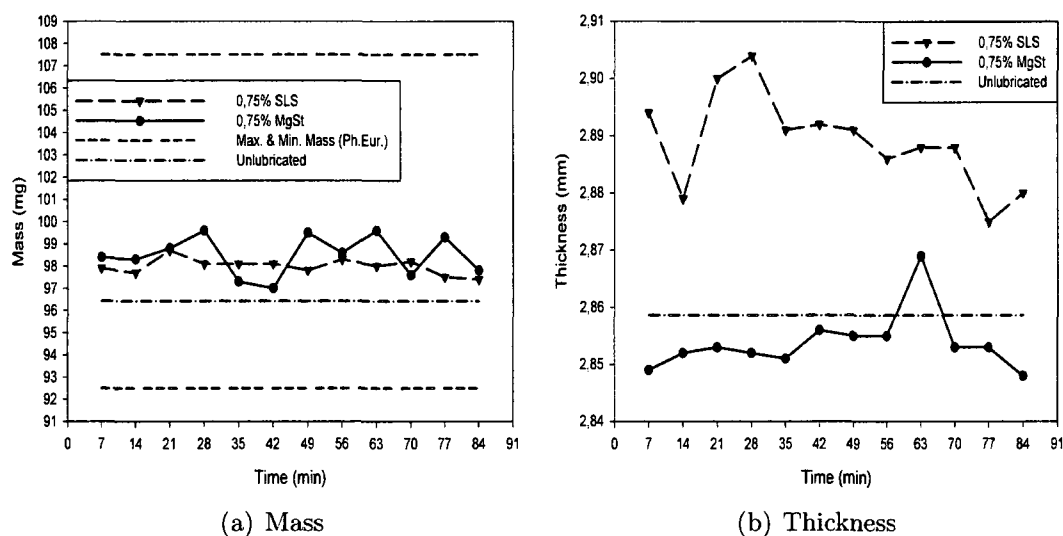 109
108
107
106
105
104
103
102
101
100
99
98
97
96
95
94
93
92
91
Mass (mg)
0,75% SLS
0,75% MgSt
Max. & Min. Mass (Ph.Eur.)
Unlubricated
0 7 14 21 28 35 42 49 56 63 70 77 84 91
Time (min)
(a) Mass
2,91
2,90
2,89
2,88
2,87
2,86
2,85
2,84
Thickness (mm)
0,75% SLS
0,75% MgSt
Unlubricated
0 7 14 21 28 35 42 49 56 63 70 77 84 91
Time (min)
(b) Thickness